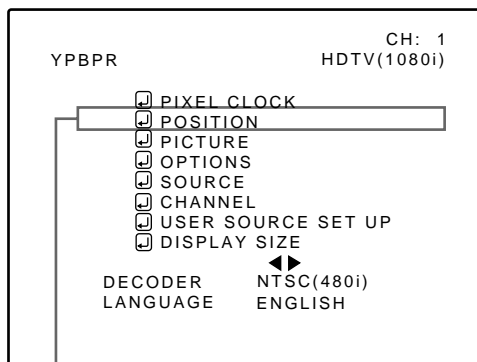 CH: 1
YPBPR HDTV(1080i)
PIXEL CLOCK
POSITION
PICTURE
OPTIONS
SOURCE
CHANNEL
USER SOURCE SET UP
DISPLAY SIZE
DECODER NTSC(480i)
LANGUAGE ENGLISH